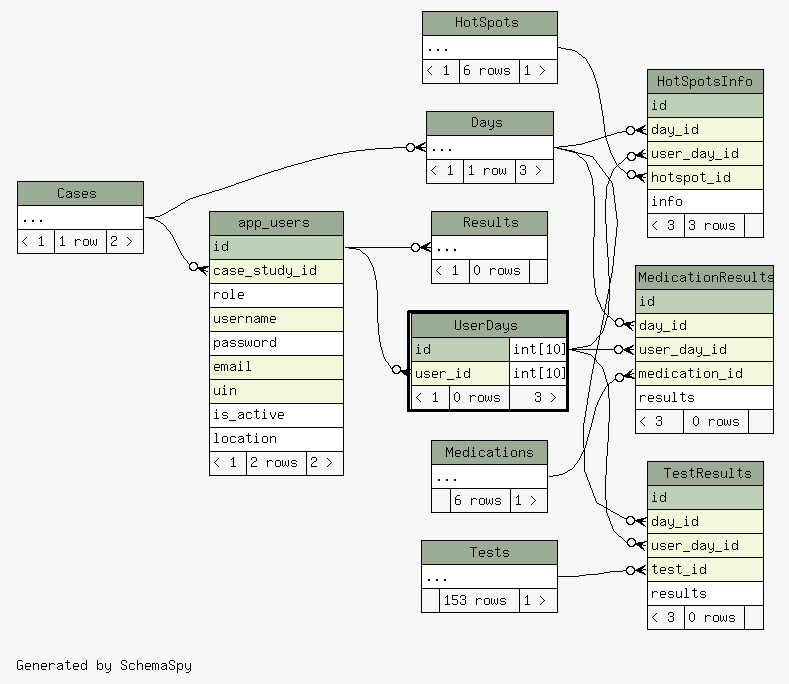 HotSpots
...
< 1 6 rows 1 >
HotSpotsInfo
id
day_id
user_day_id
hotspot_id
info
< 3 3 rows
Days
...
< 1 1 row 3 >
Cases
...
< 1 1 row 2 >
app_users
id
case_study_id
role
username
password
email
uin
is_active
location
< 1 2 rows 2 >
Results
...
< 1 0 rows
MedicationResults
id
day_id
user_day_id
medication_id
results
< 3 0 rows
UserDays
id int[10]
user_id int[10]
< 1 0 rows 3 >
Medications
...
6 rows 1 >
TestResults
id
day_id
user_day_id
test_id
results
< 3 0 rows
Tests
...
153 rows 1 >
Generated by SchemaSpy